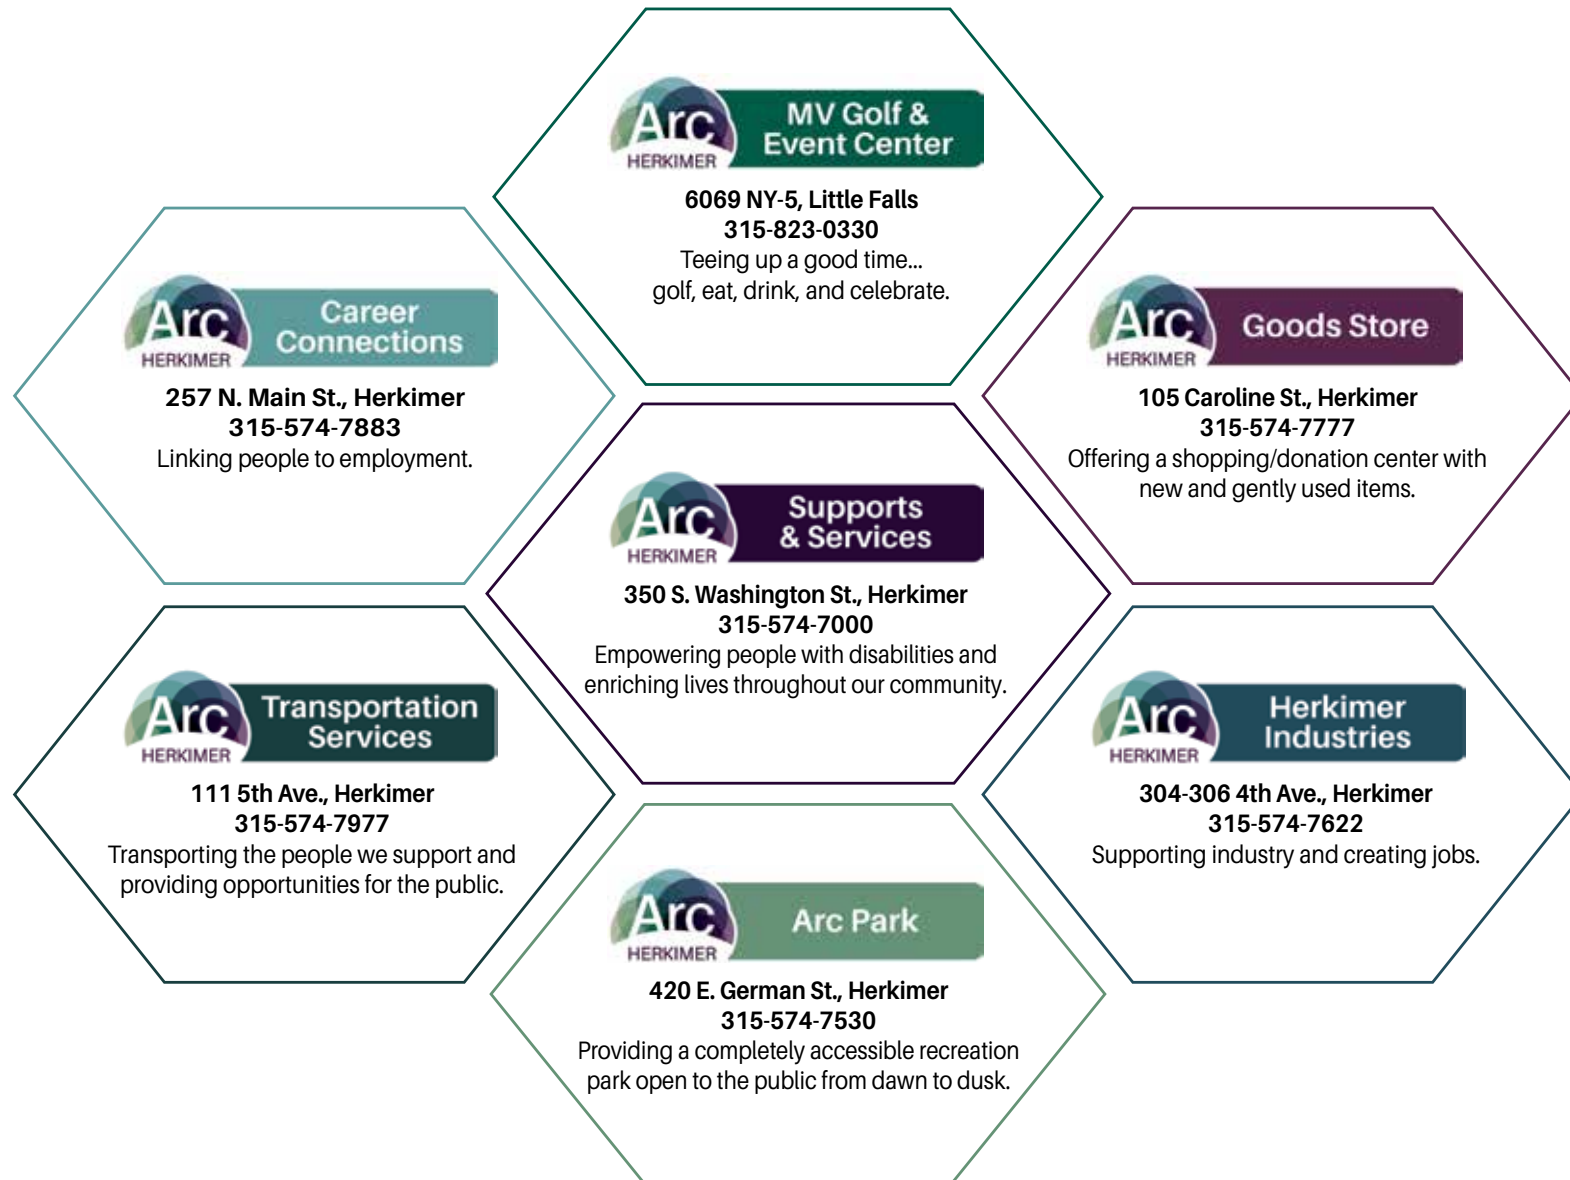 Arc
HERKIMER
MV Golf &
Event Center
6069 NY-5, Little Falls
315-823-0330
Teeing up a good time...
golf, eat, drink, and celebrate.
Arc
HERKIMER
Career
Connections
257 N. Main St., Herkimer
315-574-7883
Linking people to employment.
Arc
HERKIMER
Goods Store
105 Caroline St., Herkimer
315-574-7777
Offering a shopping/donation center with
new and gently used items.
Arc
HERKIMER
Supports
& Services
350 S. Washington St., Herkimer
315-574-7000
Empowering people with disabilities and
enriching lives throughout our community.
Arc
HERKIMER
Transportation
Services
111 5th Ave., Herkimer
315-574-7977
Transporting the people we support and
providing opportunities for the public.
Arc
HERKIMER
Herkimer
Industries
304-306 4th Ave., Herkimer
315-574-7622
Supporting industry and creating jobs.
Arc
HERKIMER
Arc Park
420 E. German St., Herkimer
315-574-7530
Providing a completely accessible recreation
park open to the public from dawn to dusk.